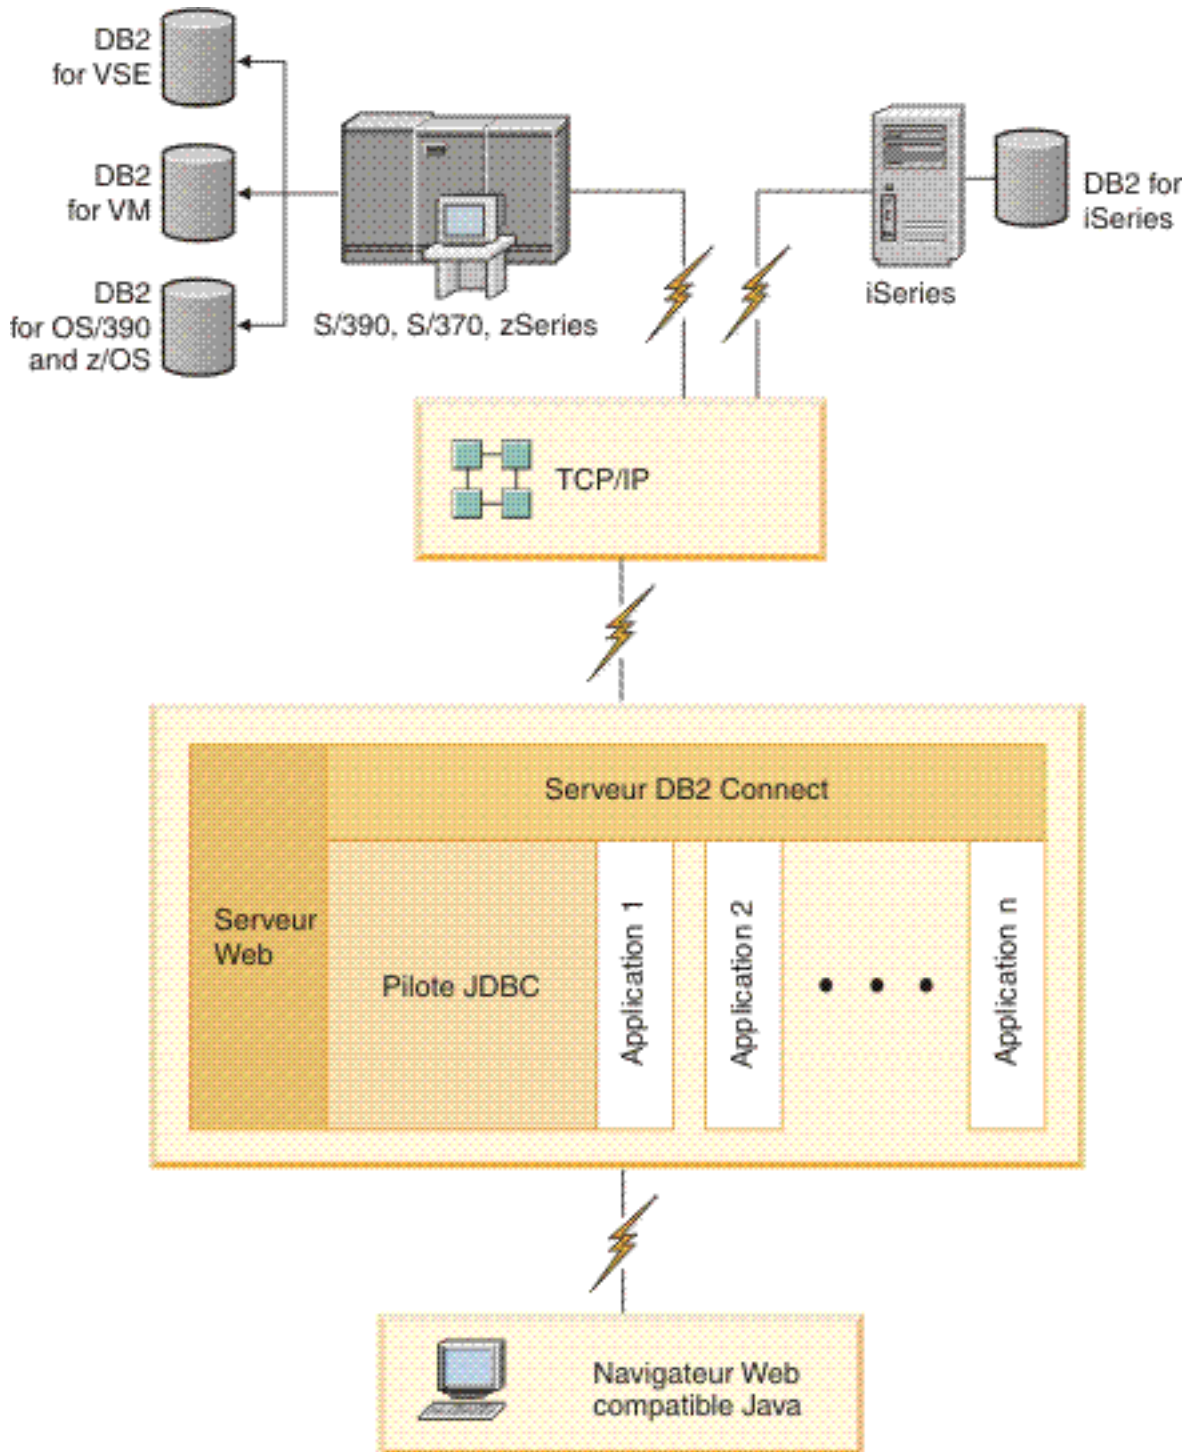 DB2
for VSE
DB2
for VM
DB2
for OS/390
and z/OS
S/390, S/370, zSeries
iSeries
DB2 for
iSeries
TCP/IP
Serveur DB2 Connect
Serveur
Web
Pilote JDBC
Application 1
Application 2
Application n
Navigateur Web
compatible Java